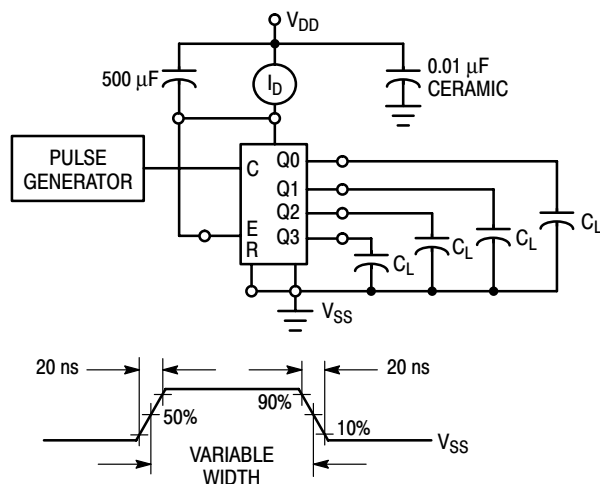 V_DD
500 μF
I_D
0.01 μF
CERAMIC
PULSE
GENERATOR
C
Q0
Q1
Q2
E
Q3
R
C_L
C_L
C_L
C_L
V_SS
20 ns
20 ns
50%
90%
10%
V_SS
VARIABLE
WIDTH